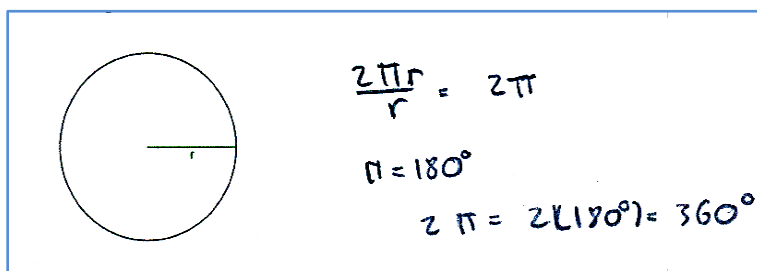 r
2πr/r = 2π
π = 180°
2π = 2(180°) = 360°